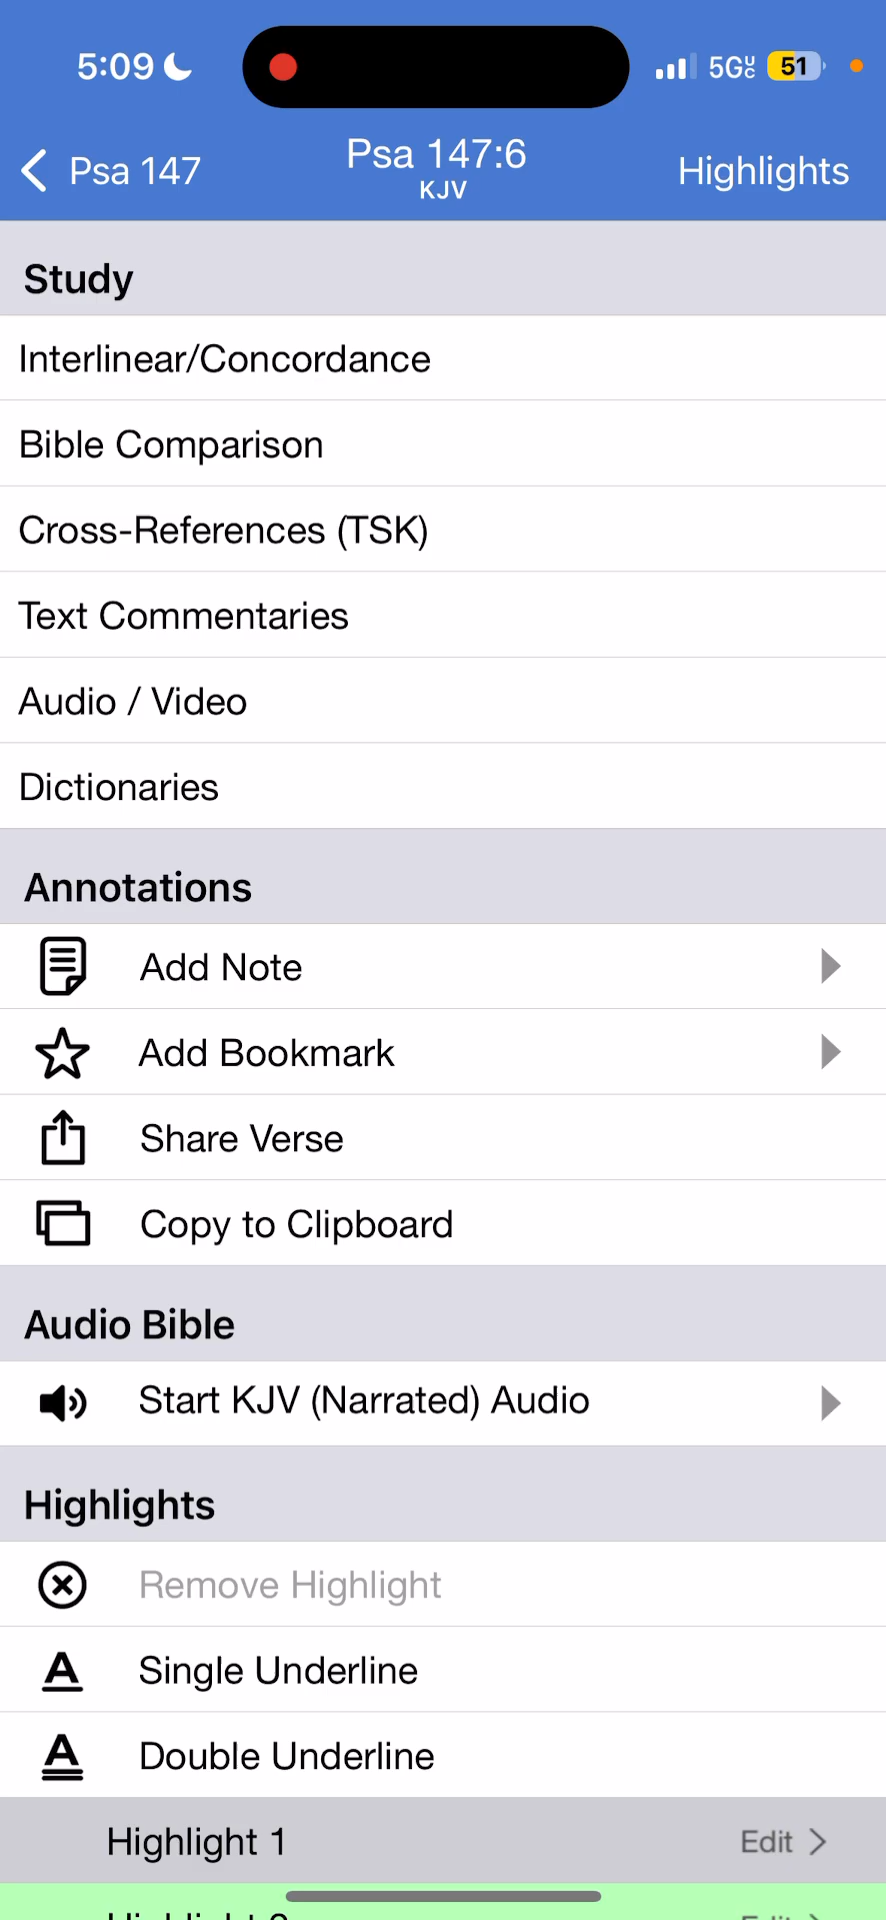 5:09
5G UC 51
Psa 147
Psa 147:6
KJV
Highlights
Study
Interlinear/Concordance
Bible Comparison
Cross-References (TSK)
Text Commentaries
Audio / Video
Dictionaries
Annotations
Add Note
Add Bookmark
Share Verse
Copy to Clipboard
Audio Bible
Start KJV (Narrated) Audio
Highlights
Remove Highlight
A Single Underline
A Double Underline
Highlight 1 Edit